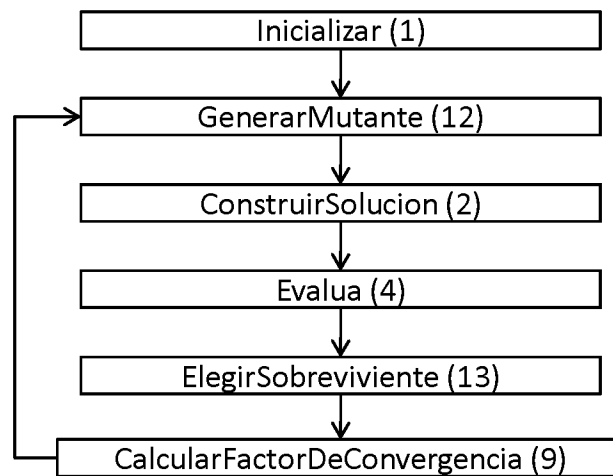 Inicializar (1)
GenerarMutante (12)
ConstruirSolucion (2)
Evalua (4)
ElegirSobreviviente (13)
CalcularFactorDeConvergencia (9)